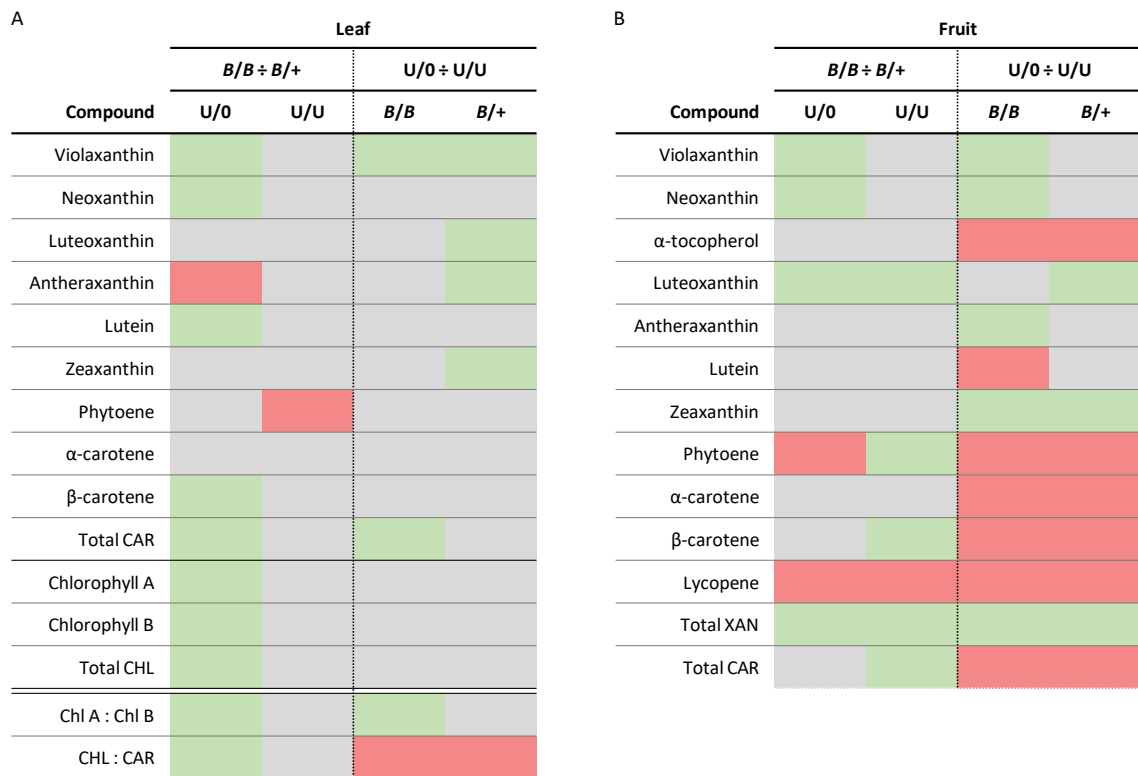 A
Leaf
B/B ÷ B/+ U/0 ÷ U/U
Compound U/0 U/U B/B B/+
Violaxanthin
Neoxanthin
Luteoxanthin
Antheraxanthin
Lutein
Zeaxanthin
Phytoene
α-carotene
β-carotene
Total CAR
Chlorophyll A
Chlorophyll B
Total CHL
Chl A : Chl B
CHL : CAR
B
Fruit
B/B ÷ B/+ U/0 ÷ U/U
Compound U/0 U/U B/B B/+
Violaxanthin
Neoxanthin
α-tocopherol
Luteoxanthin
Antheraxanthin
Lutein
Zeaxanthin
Phytoene
α-carotene
β-carotene
Lycopene
Total XAN
Total CAR